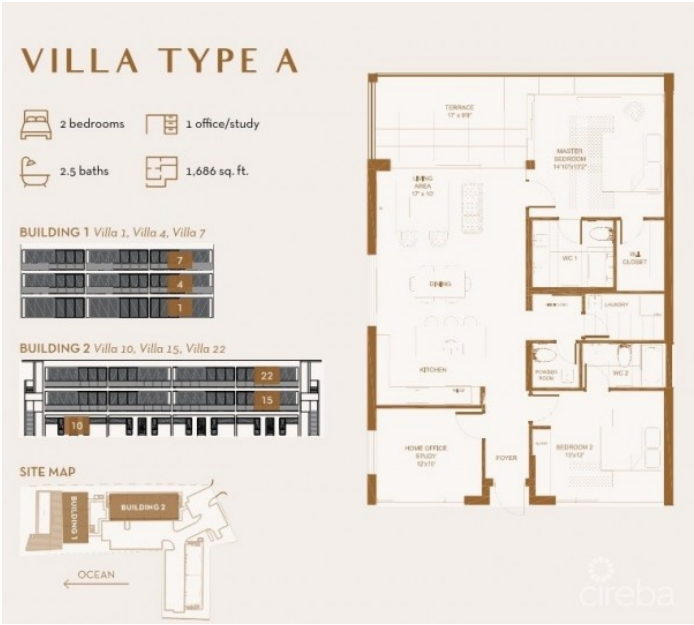 VILLA TYPE A
2 bedrooms
1 office/study
2.5 baths
1,686 sq. ft.
BUILDING 1 Villa 1, Villa 4, Villa 7
7
4
1
BUILDING 2 Villa 10, Villa 15, Villa 22
22
15
10
SITE MAP
BUILDING 1
BUILDING 2
OCEAN
TERRACE
MASTER
BEDROOM
LIVING
AREA
WC 1
CLOSET
DINING
LAUNDRY
KITCHEN
POWDER
ROOM
WC 2
HOME OFFICE
STUDY
FOYER
BEDROOM 2
cireba